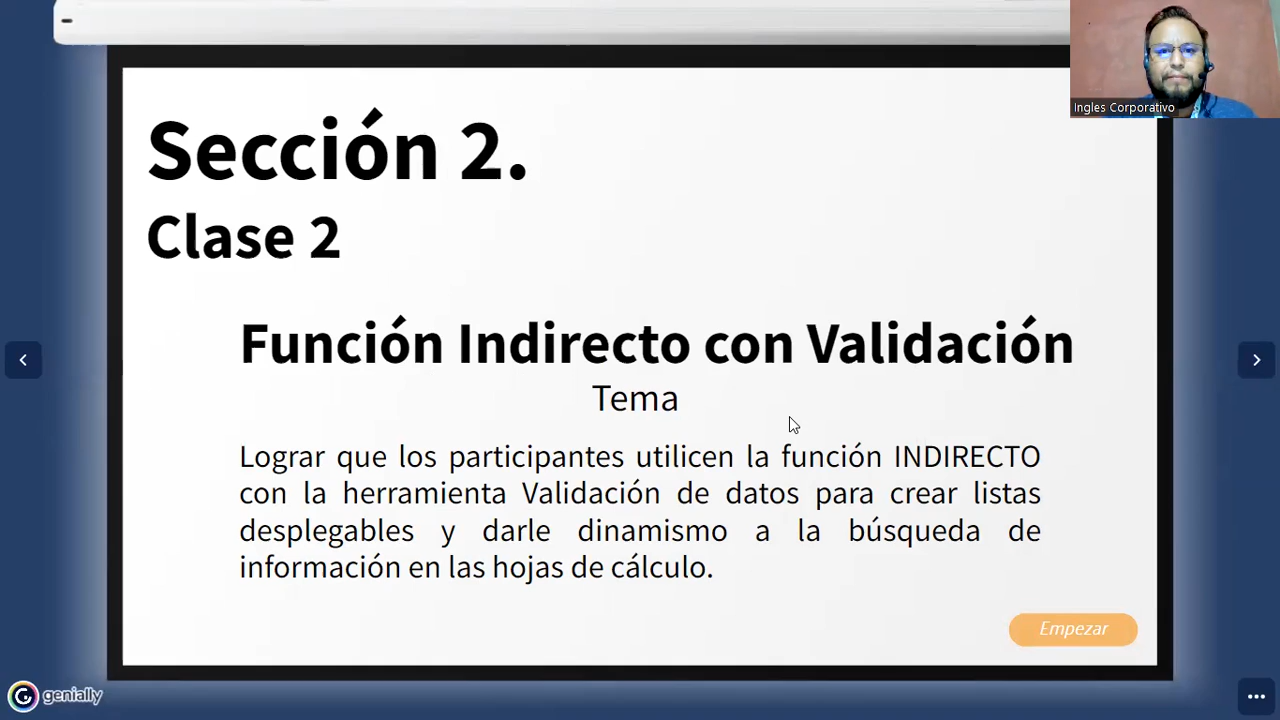 Ingles Corporativo
Sección 2.
Clase 2
Función Indirecto con Validación
Tema
Lograr que los participantes utilicen la función INDIRECTO
con la herramienta Validación de datos para crear listas
desplegables y darle dinamismo a la búsqueda de
información en las hojas de cálculo.
Empezar
genially